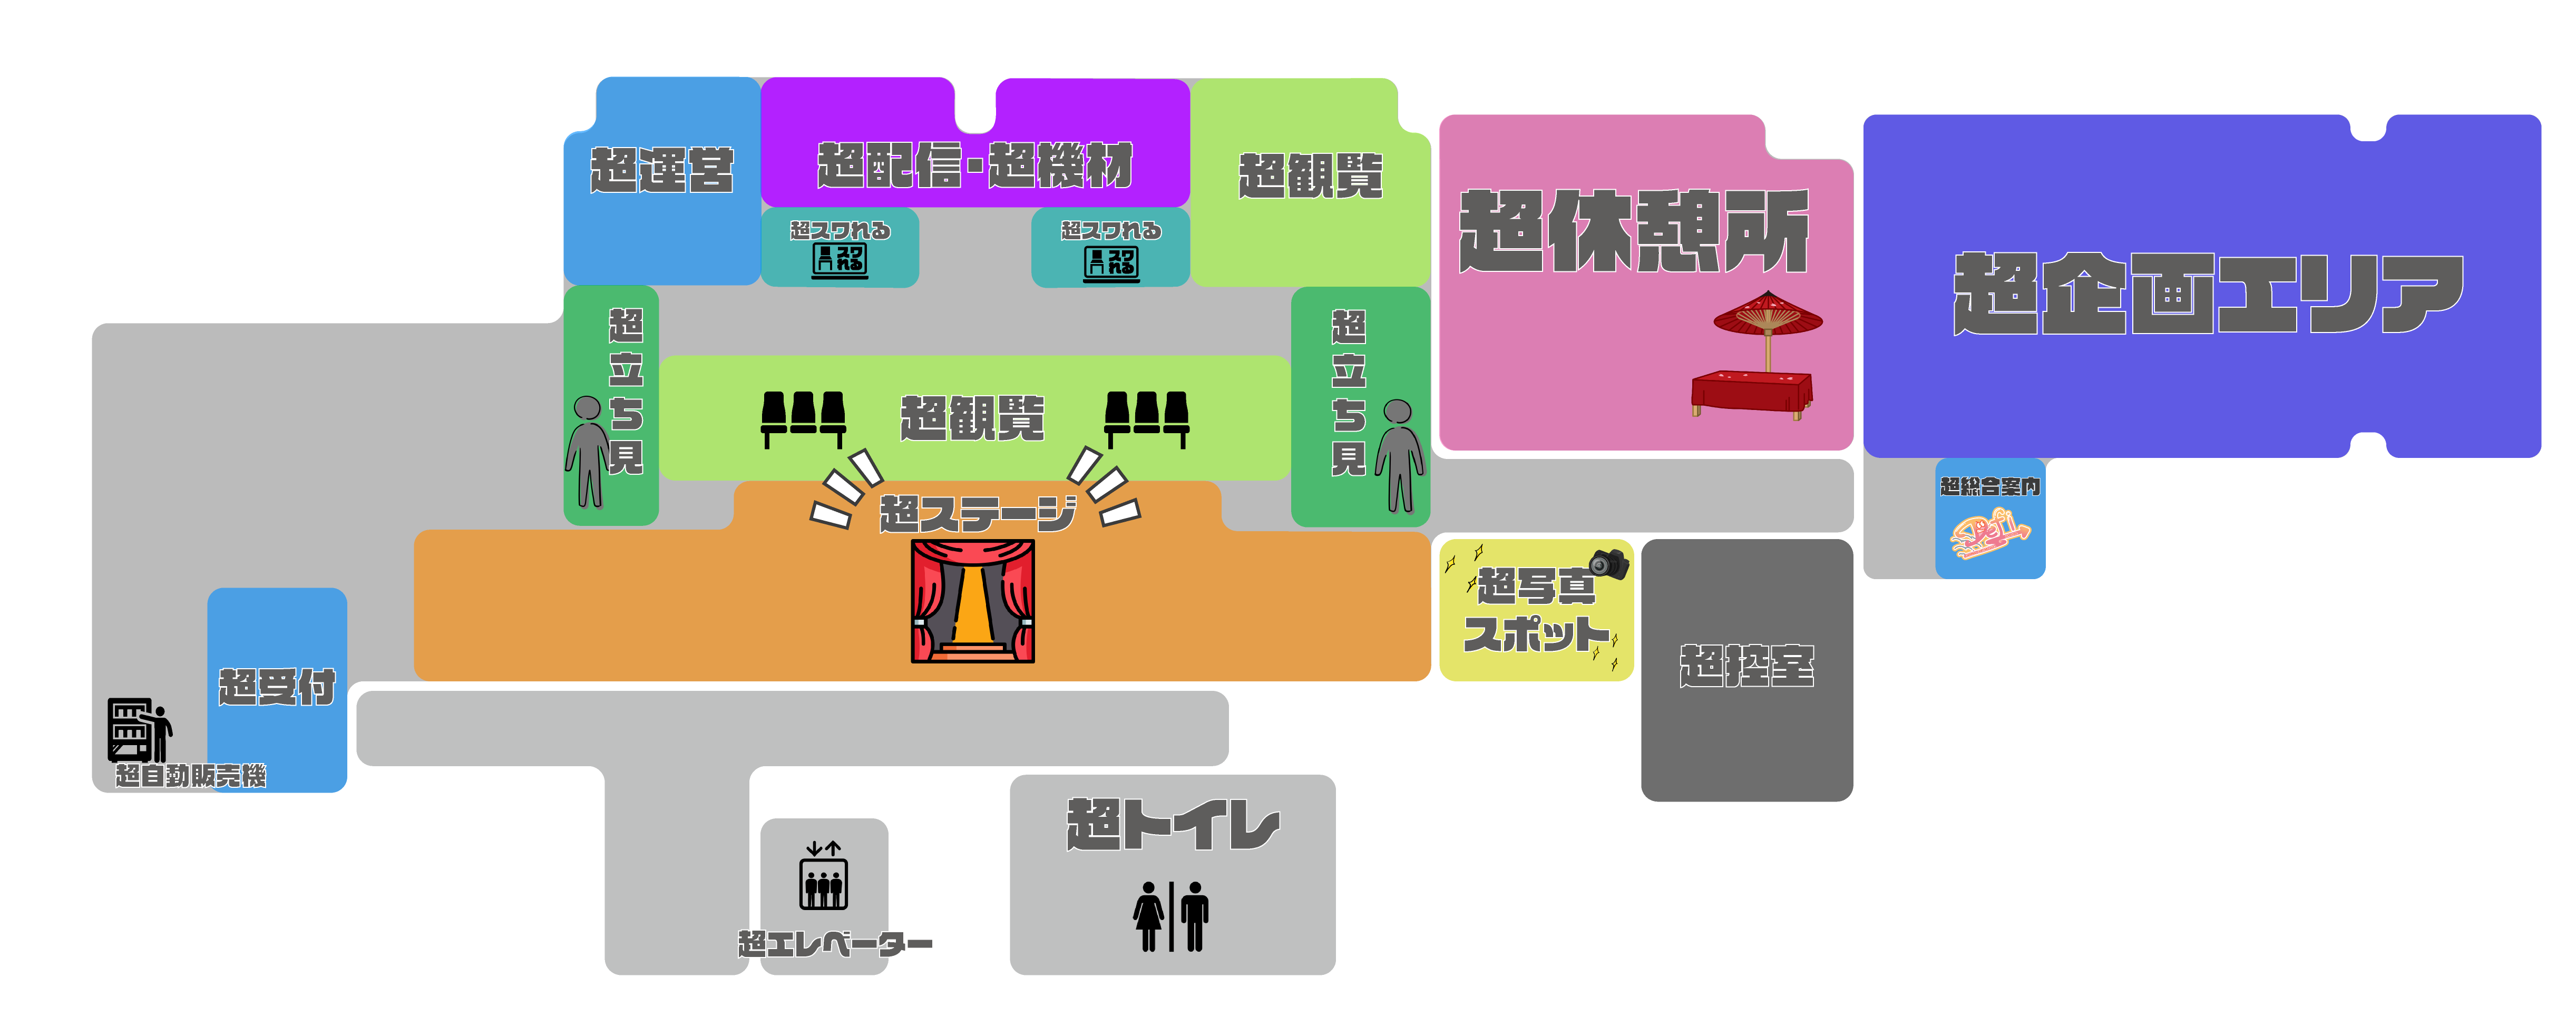 超運営
超配信・超機材
超観覧
超スワれる
スワ
れる
超スワれる
スワ
れる
超休憩所
超企画エリア
超立ち見
超立ち見
超観覧
超ステージ
超総合案内
超写真
スポット
超控室
超受付
超自動販売機
超トイレ
超エレベーター